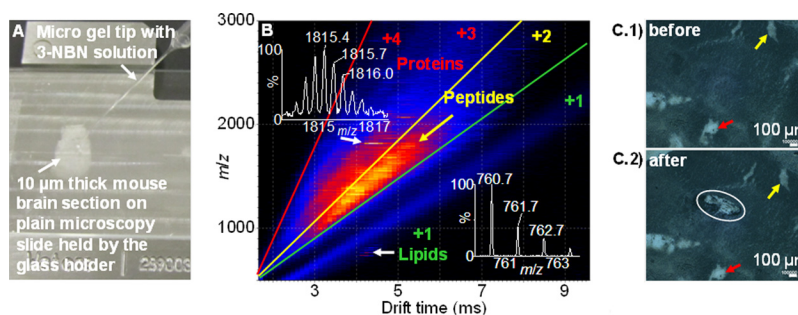 A
Micro gel tip with
3-NBN solution
10 µm thick mouse
brain section on
plain microscopy
slide held by the
glass holder
B
m/z
3000
2000
1000
+4
+3
+2
+1
Proteins
Peptides
100
%
0
1815.4
1815.7
1816.0
1815
m/z
1817
100
%
0
760.7
761.7
762.7
761
m/z
763
+1
Lipids
3
5
7
9
Drift time (ms)
C.1) before
100 µm
C.2) after
100 µm